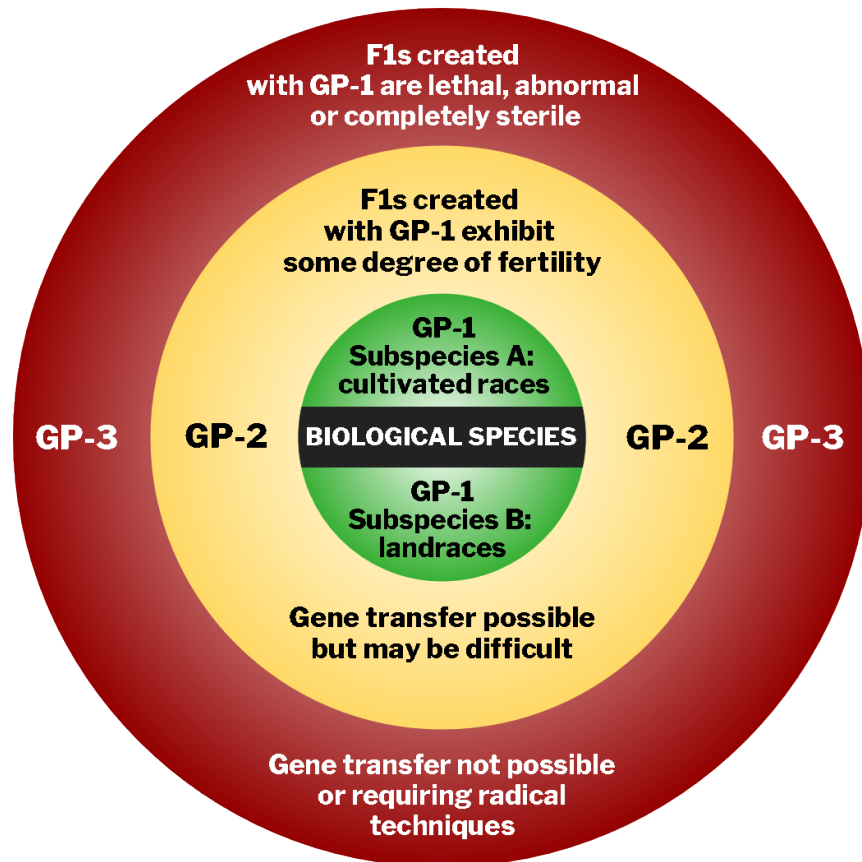 F1s created
with GP-1 are lethal, abnormal
or completely sterile
F1s created
with GP-1 exhibit
some degree of fertility
GP-1
Subspecies A:
cultivated races
GP-3
GP-2
BIOLOGICAL SPECIES
GP-2
GP-3
GP-1
Subspecies B:
landraces
Gene transfer possible
but may be difficult
Gene transfer not possible
or requiring radical
techniques